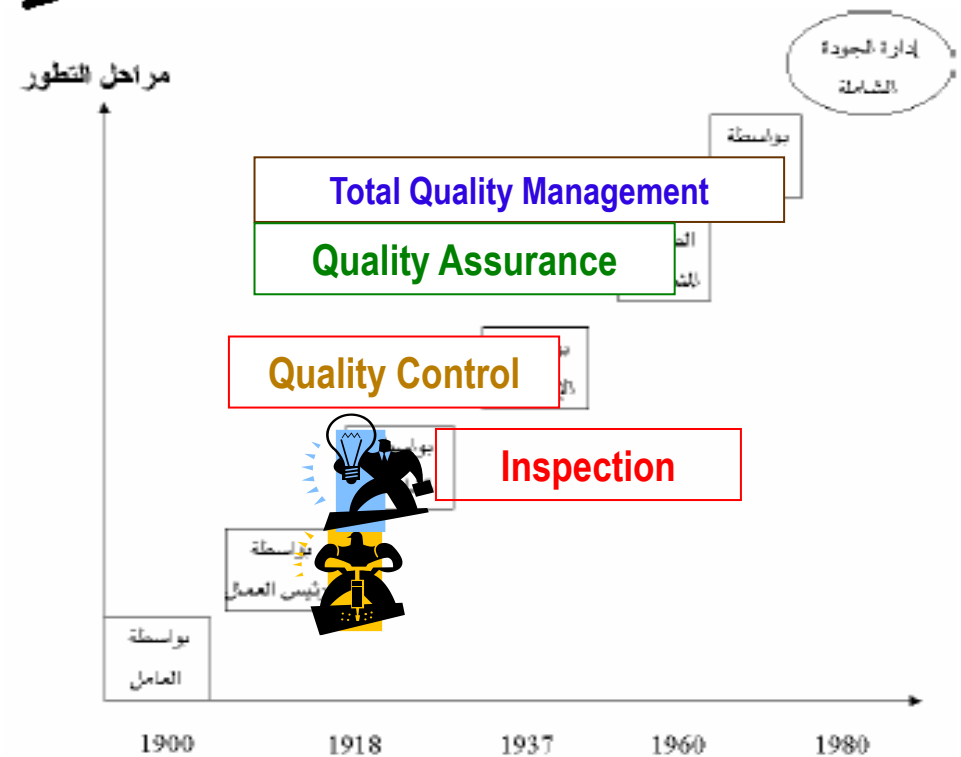 إدارة الجودة
الشاملة
مراحل التطور
بواسطة
Total Quality Management
Quality Assurance
Quality Control
Inspection
بواسطة
رئيس العمال
بواسطة
العامل
1900
1918
1937
1960
1980